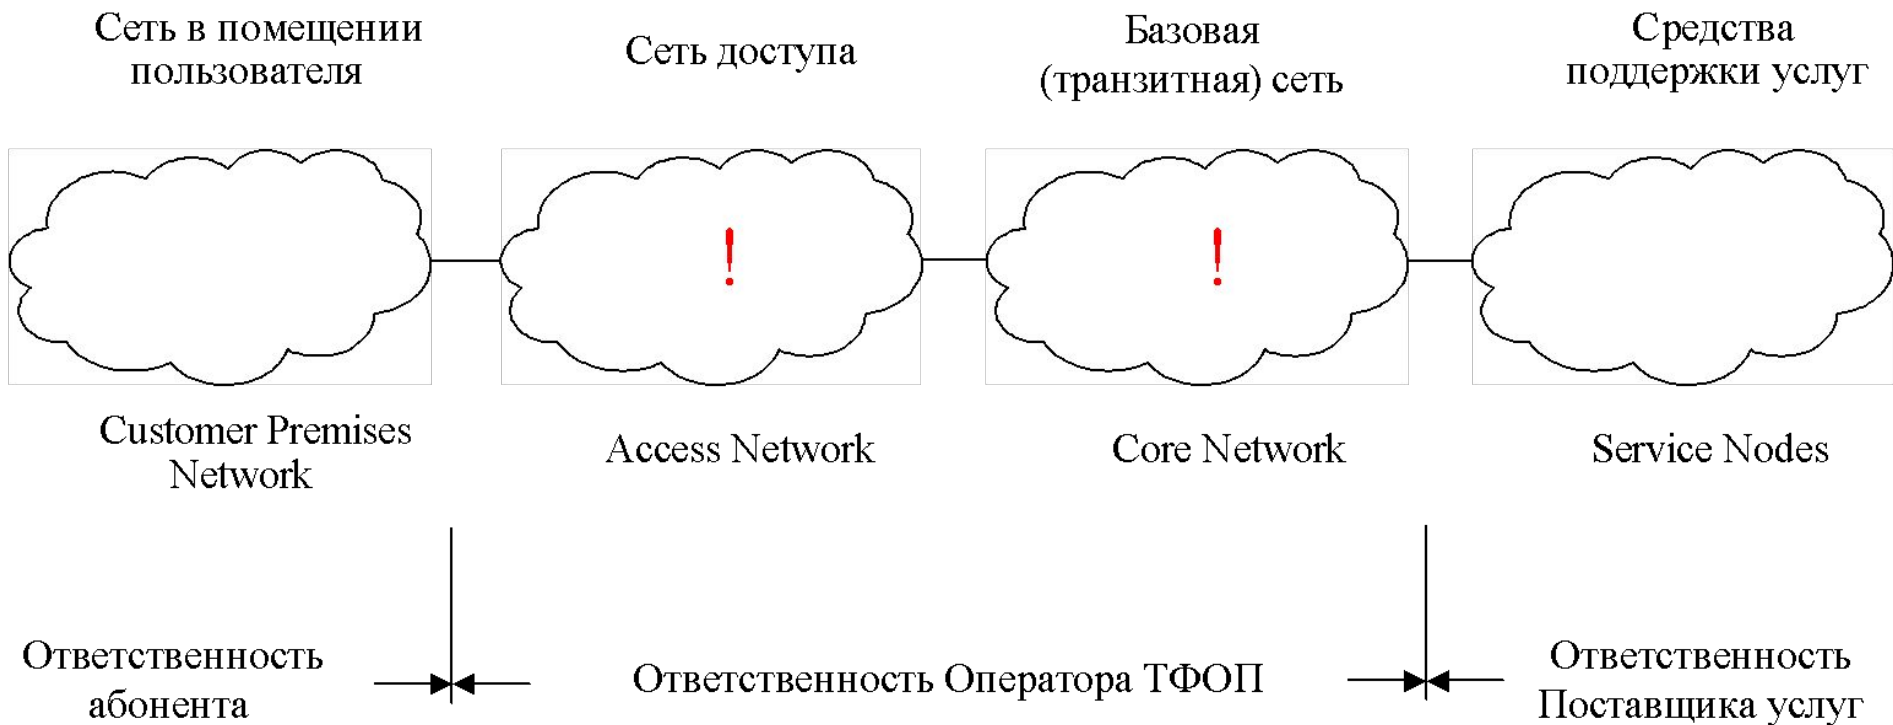 Сеть в помещении
пользователя
Сеть доступа
Базовая
(транзитная) сеть
Средства
поддержки услуг
!
!
Customer Premises
Network
Access Network
Core Network
Service Nodes
Ответственность
абонента
Ответственность Оператора ТФОП
Ответственность
Поставщика услуг